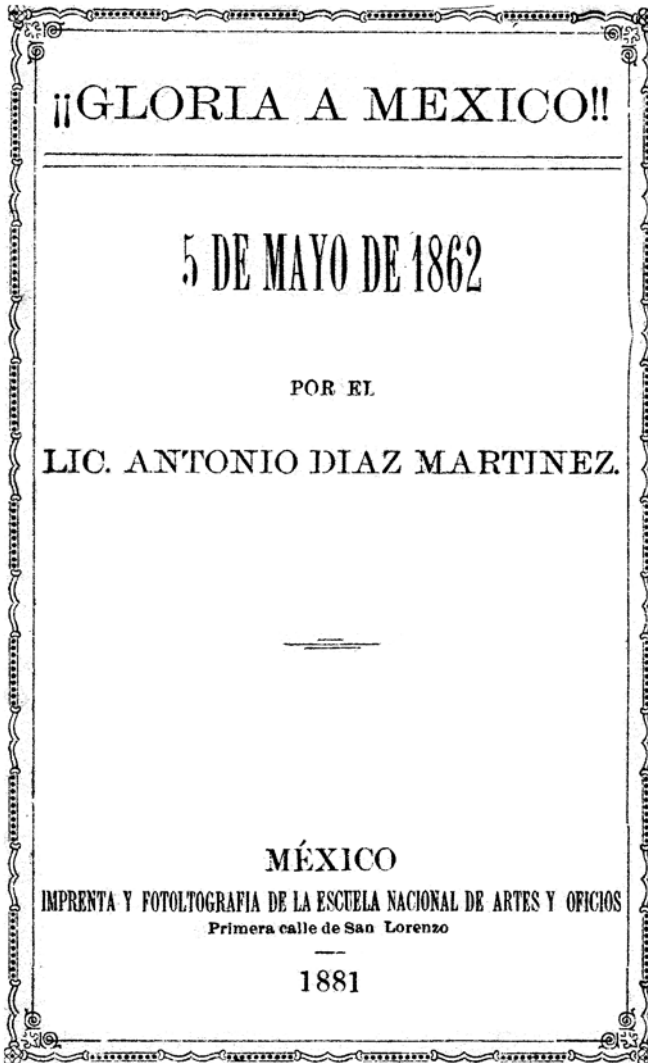 ¡¡GLORIA A MEXICO!!
5 DE MAYO DE 1862
POR EL
LIC. ANTONIO DIAZ MARTINEZ.
MÉXICO
IMPRENTA Y FOTOLTOGRAFIA DE LA ESCUELA NACIONAL DE ARTES Y OFICIOS
Primera calle de San Lorenzo
1881